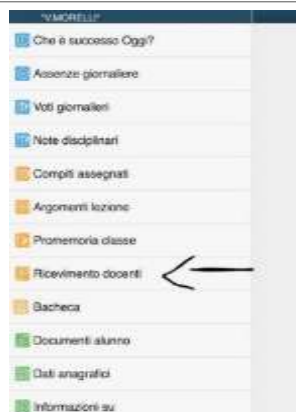 "V.MORELLI"
Che è successo Oggi?
Assenze giornaliere
Voti giornalieri
Note disciplinari
Compiti assegnati
Argomenti lezione
Promemoria classe
Ricevimento docenti
Bacheca
Documenti alunno
Dati anagrafici
Informazioni su